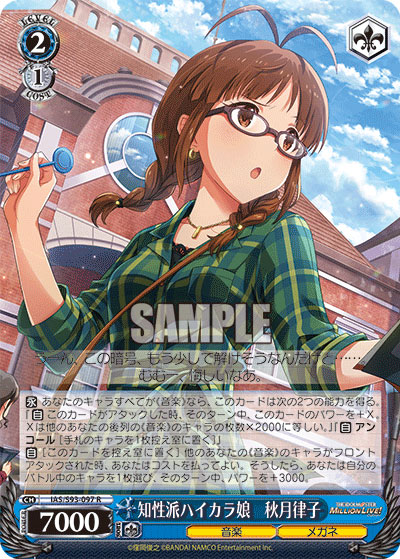 LEVEL
2
1
COST
SAMPLE
うーん、この暗号、もう少しで解けそうなんだけど……。
むむ…、悔しいなあ。
永 あなたのキャラすべてが《音楽》なら、このカードは次の2つの能力を得る。
『自 このカードがアタックした時、そのターン中、このカードのパワーを＋X。
Xは他のあなたの後列の《音楽》のキャラの枚数×2000に等しい。』『自 アン
コール ［手札のキャラを1枚控え室に置く］』
自 ［このカードを控え室に置く］ 他のあなたの《音楽》のキャラがフロント
アタックされた時、あなたはコストを払ってよい。そうしたら、あなたは自分の
バトル中のキャラを1枚選び、そのターン中、パワーを＋X。
CH IAS/S93-097 R
7000
知性派ハイカラ娘 秋月律子
THE IDOLM@STER
MILLION LIVE!
音楽
メガネ
©窪岡俊之 ©BANDAI NAMCO Entertainment Inc.